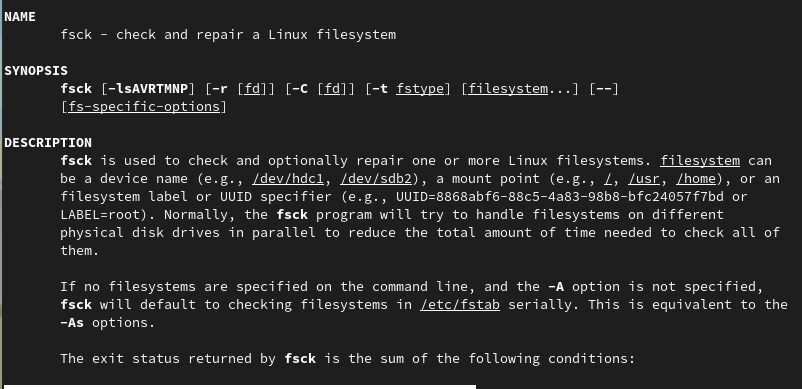 NAME
fsck - check and repair a Linux filesystem
SYNOPSIS
fsck [-lsAVRTMNP] [-r [fd]] [-C [fd]] [-t fstype] [filesystem...] [--]
[fs-specific-options]
DESCRIPTION
fsck is used to check and optionally repair one or more Linux filesystems. filesystem can
be a device name (e.g., /dev/hdc1, /dev/sdb2), a mount point (e.g., /, /usr, /home), or an
filesystem label or UUID specifier (e.g., UUID=8868abf6-88c5-4a83-98b8-bfc24057f7bd or
LABEL=root). Normally, the fsck program will try to handle filesystems on different
physical disk drives in parallel to reduce the total amount of time needed to check all of
them.
If no filesystems are specified on the command line, and the -A option is not specified,
fsck will default to checking filesystems in /etc/fstab serially. This is equivalent to the
-As options.
The exit status returned by fsck is the sum of the following conditions: